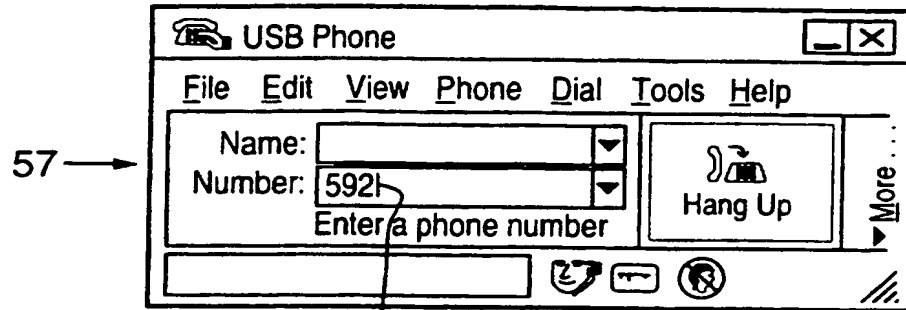 USB Phone
File Edit View Phone Dial Tools Help
57
Name:
Number: 592
Enter a phone number
Hang Up
More...